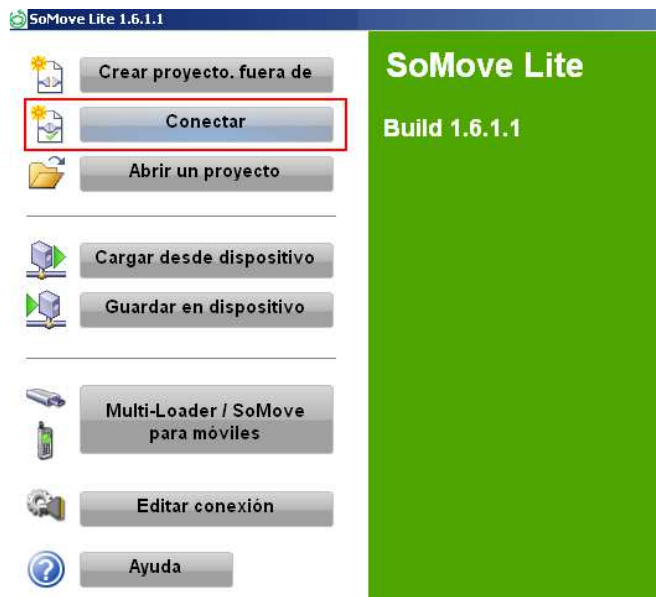 SoMove Lite 1.6.1.1
Crear proyecto. fuera de
Conectar
Abrir un proyecto
Cargar desde dispositivo
Guardar en dispositivo
Multi-Loader / SoMove
para móviles
Editar conexión
Ayuda
SoMove Lite
Build 1.6.1.1